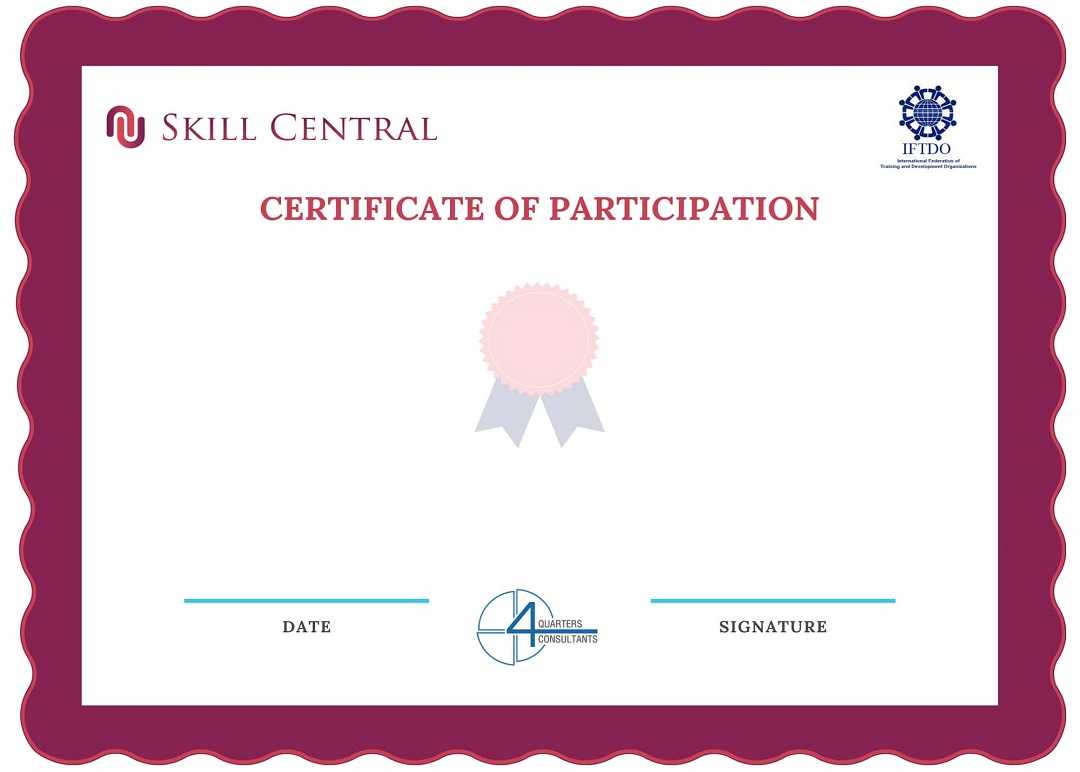 SKILL CENTRAL
IFTDO
International Federation of
Training and Development Organizations
CERTIFICATE OF PARTICIPATION
DATE
4
QUARTERS
CONSULTANTS
SIGNATURE